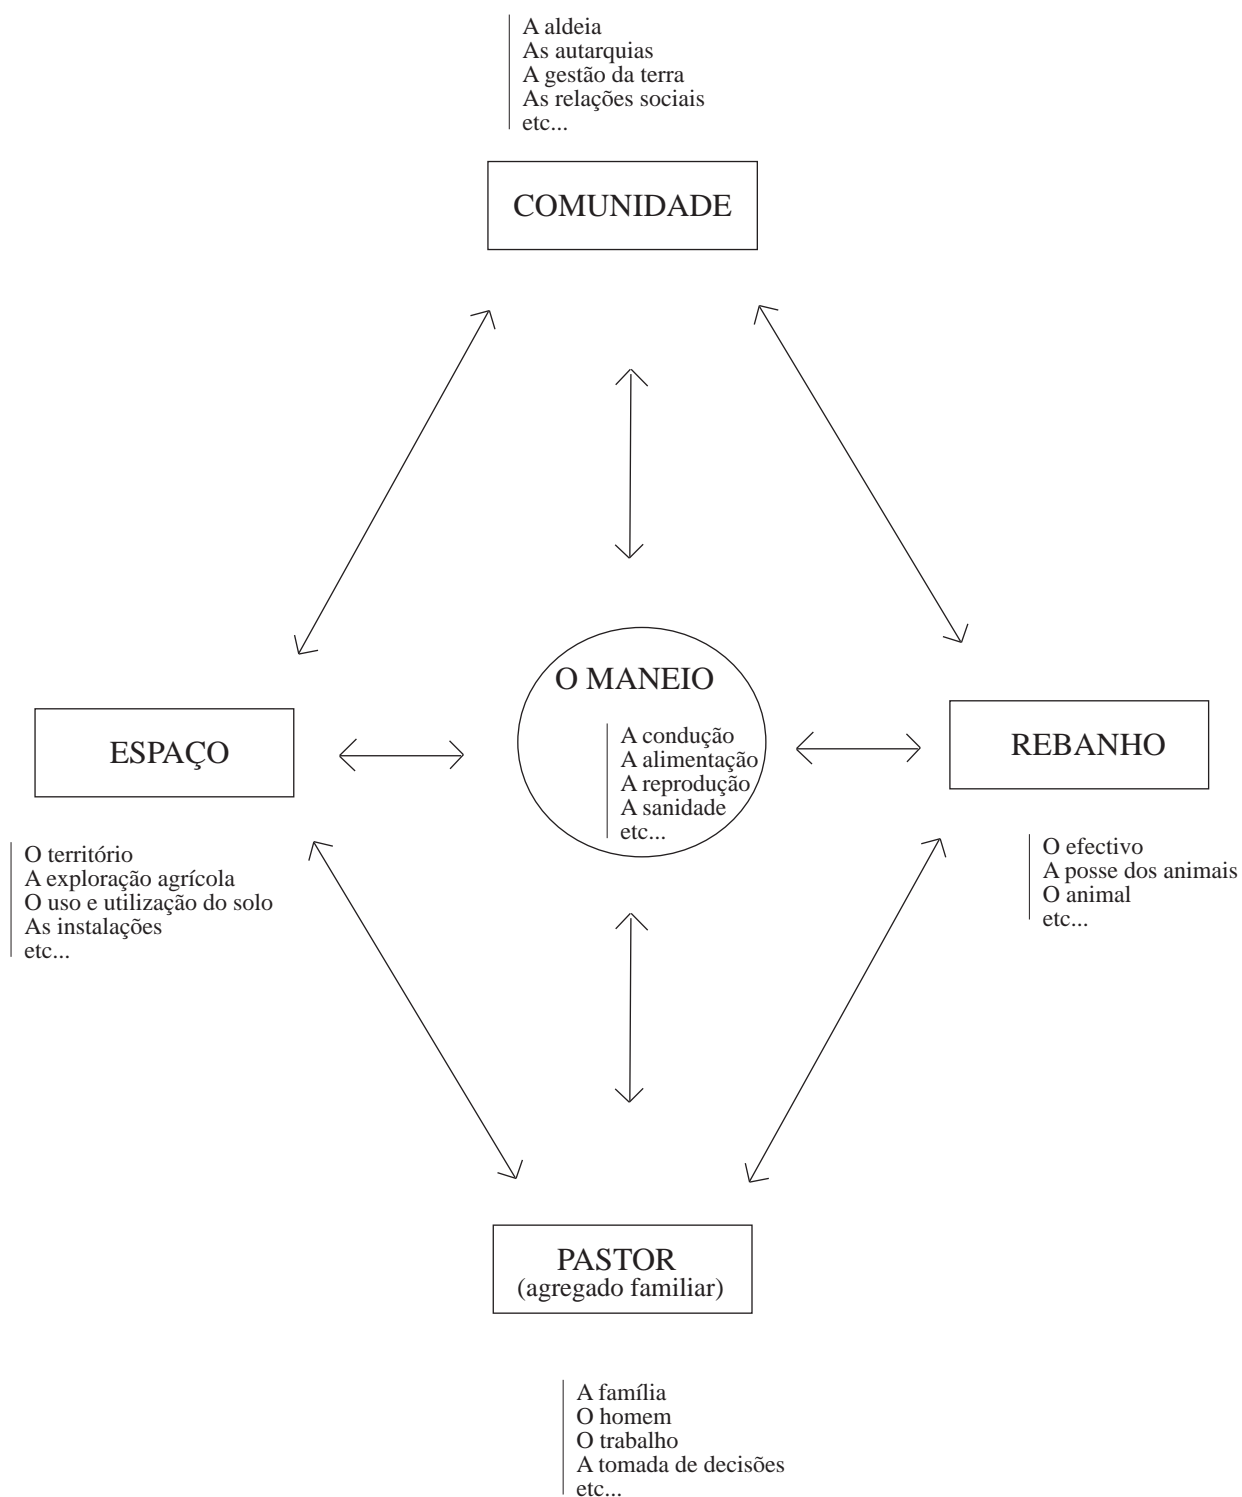 A aldeia
As autarquias
A gestão da terra
As relações sociais
etc...
COMUNIDADE
O MANEIO
A condução
A alimentação
A reprodução
A sanidade
etc...
ESPAÇO
O território
A exploração agrícola
O uso e utilização do solo
As instalações
etc...
REBANHO
O efectivo
A posse dos animais
O animal
etc...
PASTOR
(agregado familiar)
A família
O homem
O trabalho
A tomada de decisões
etc...